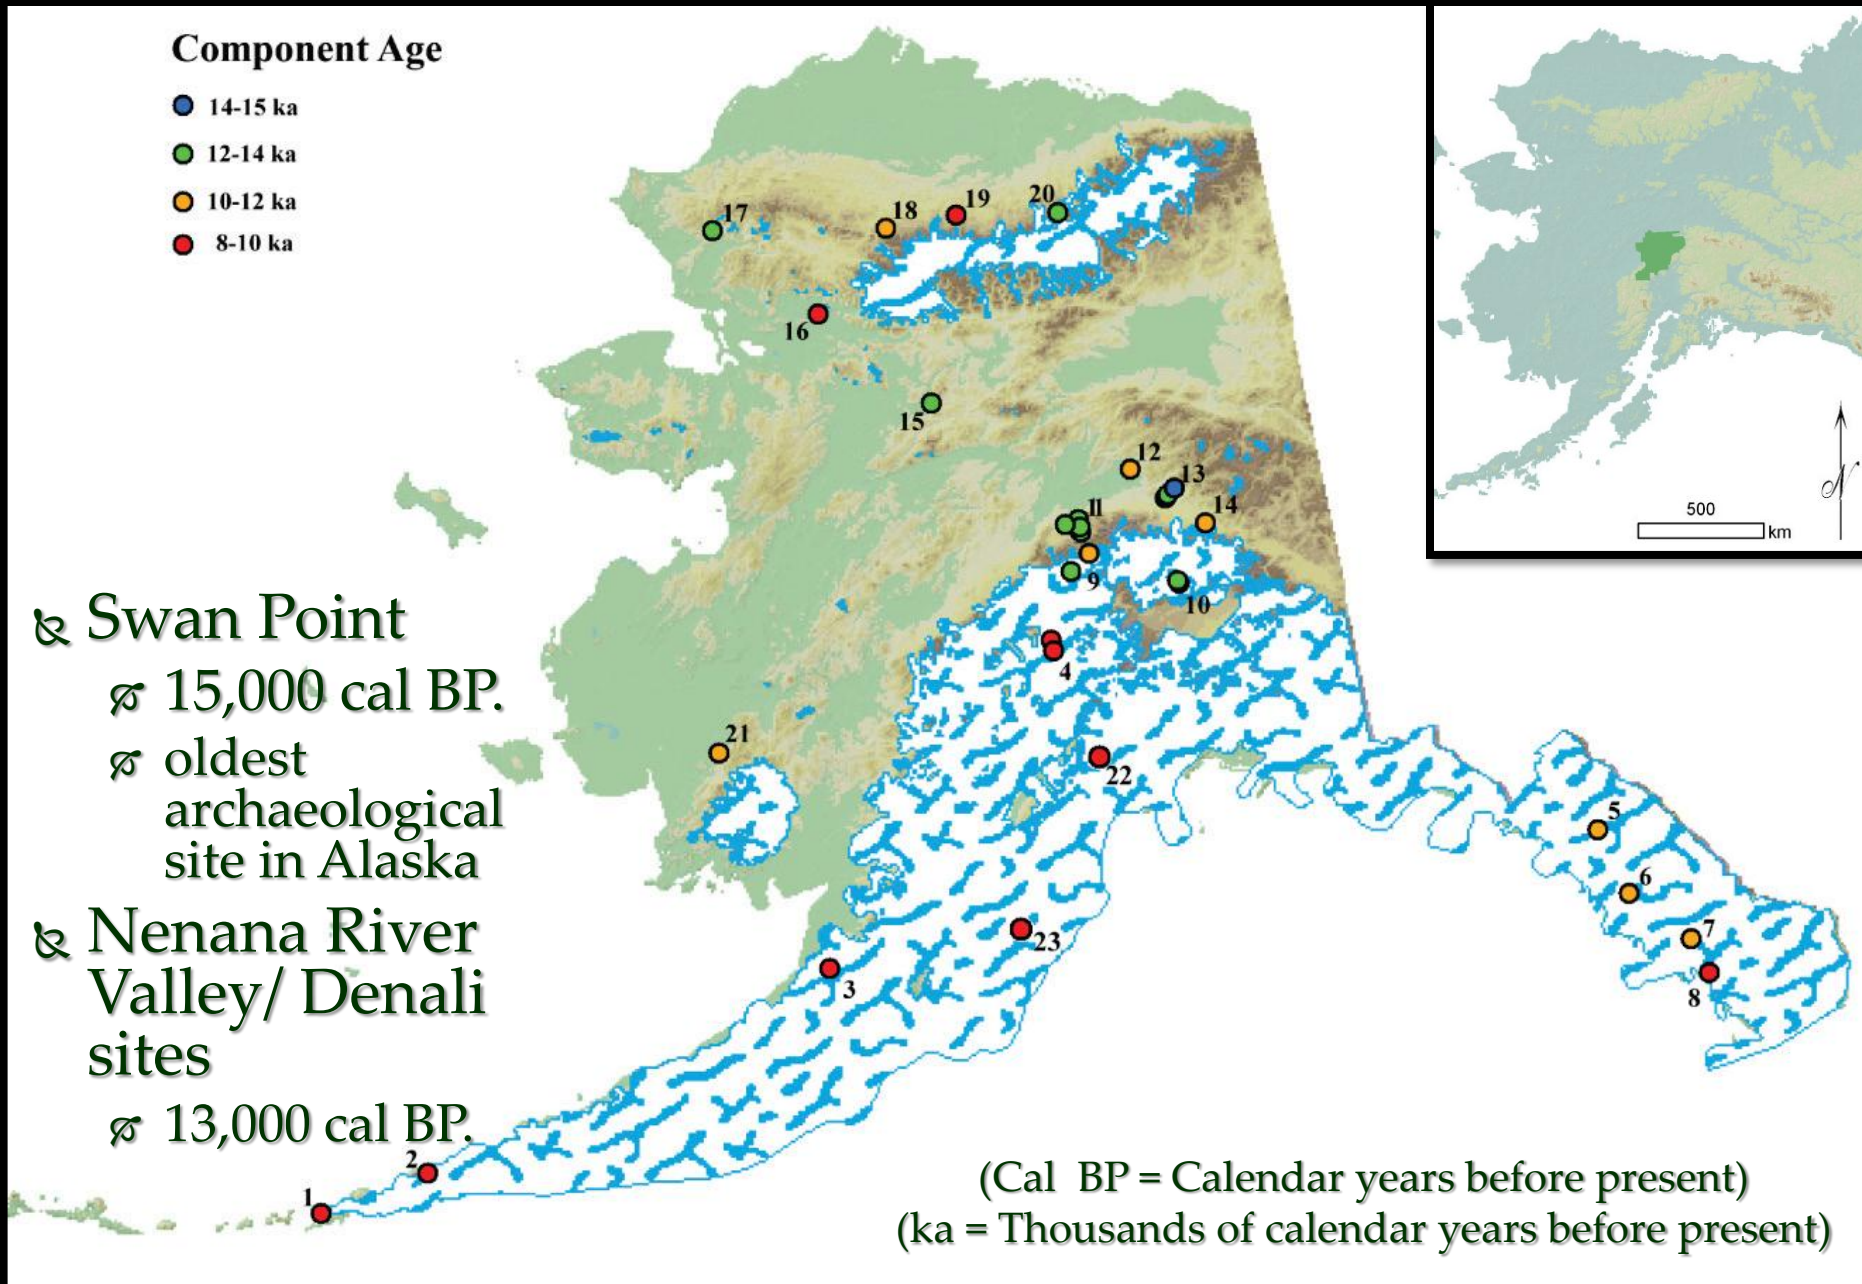 Component Age
14-15 ka
12-14 ka
10-12 ka
8-10 ka
17
18
19
20
16
15
12
13
11
14
9
10
4
21
22
5
6
7
8
23
3
2
1
500
km
N
Swan Point
15,000 cal BP.
oldest
archaeological
site in Alaska
Nenana River
Valley/ Denali
sites
13,000 cal BP.
(Cal BP = Calendar years before present)
(ka = Thousands of calendar years before present)